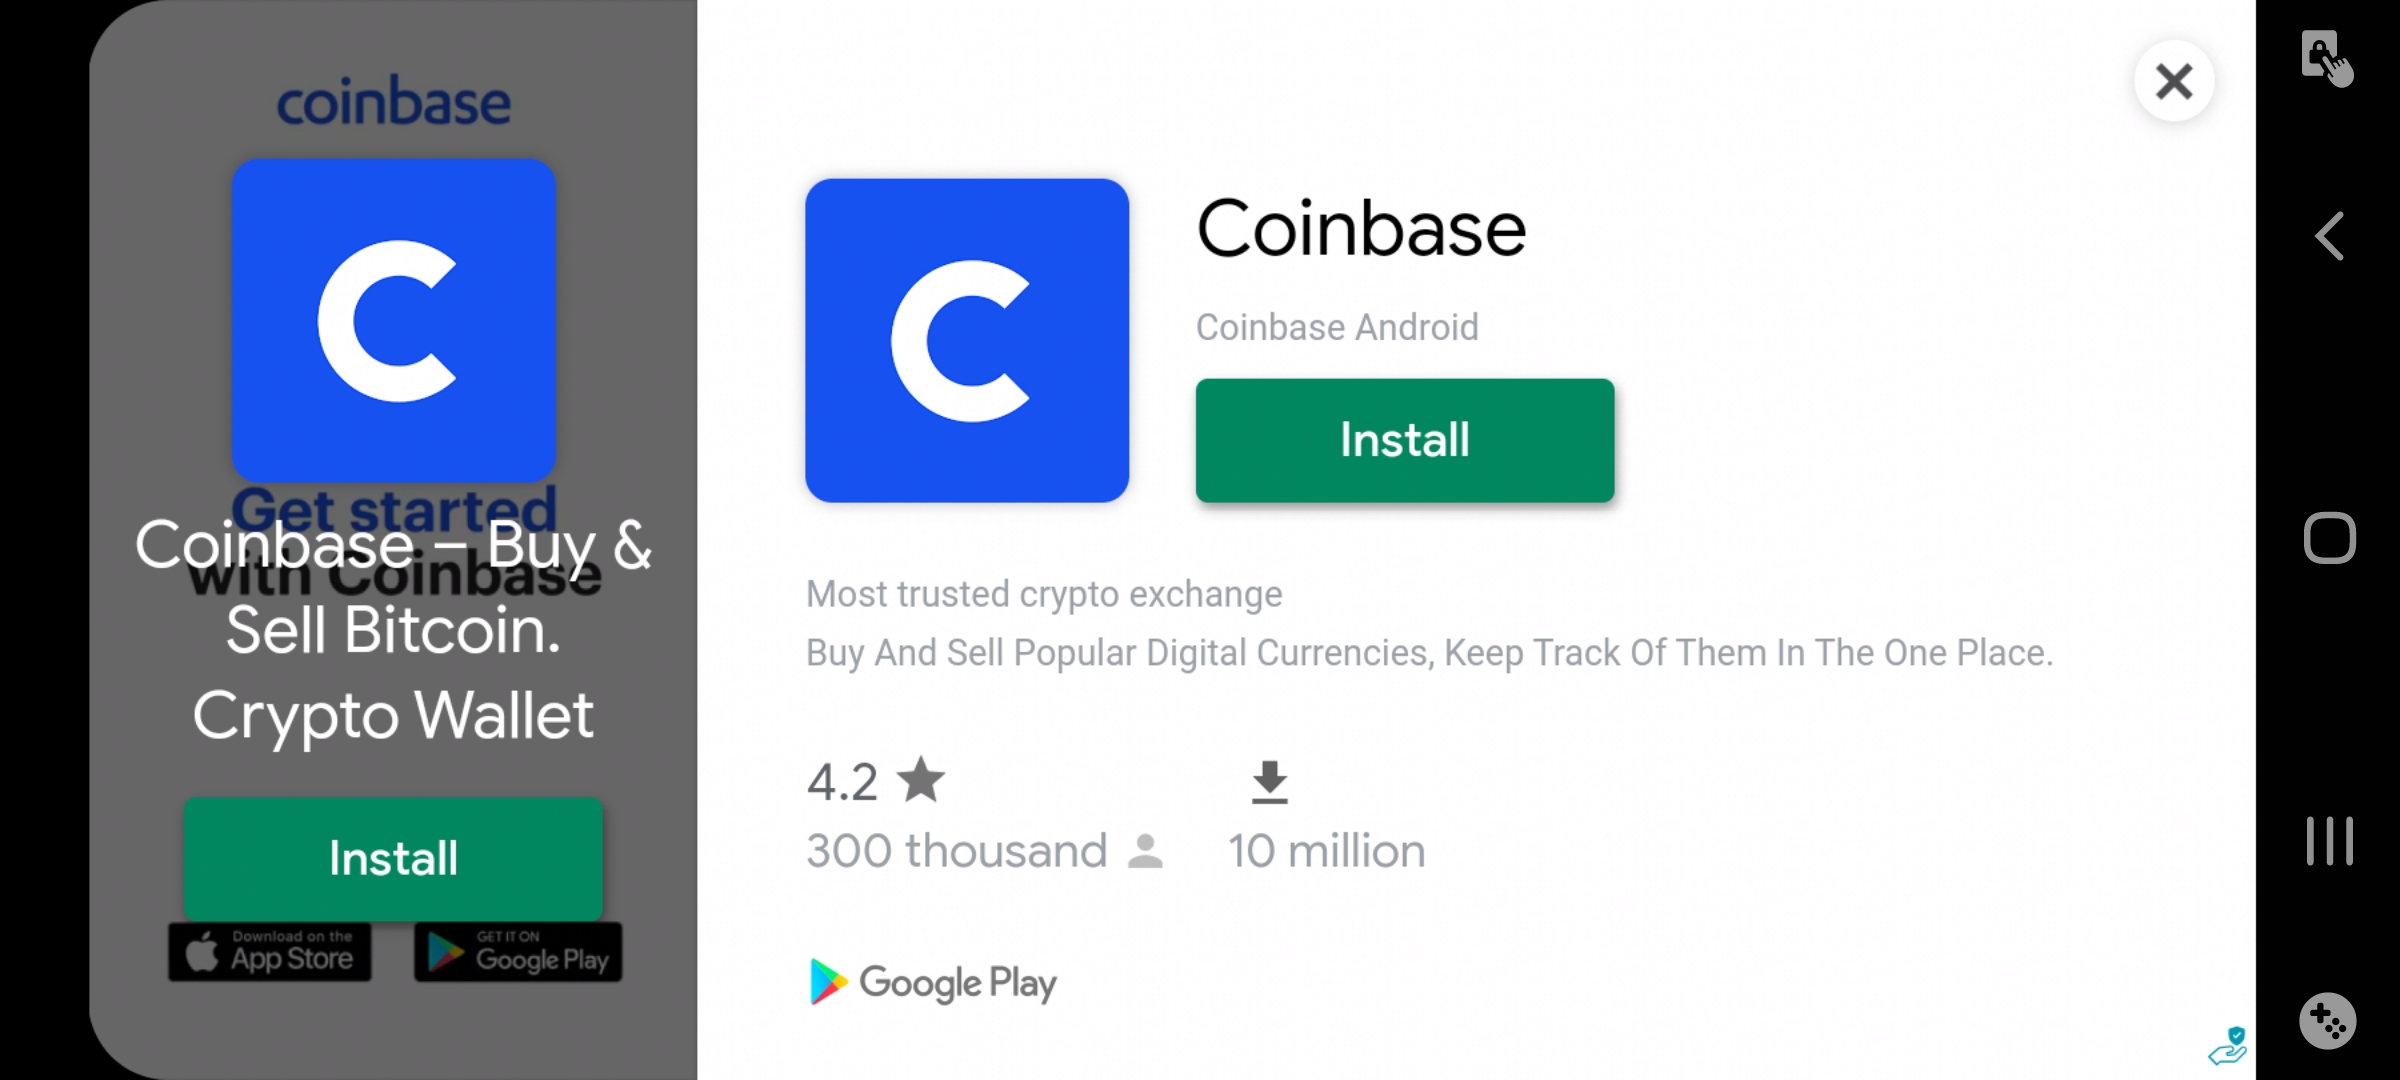 coinbase
Get started
with Coinbase
Coinbase – Buy &
Sell Bitcoin.
Crypto Wallet
Install
Download on the
App Store
GET IT ON
Google Play
Coinbase
Coinbase Android
Install
Most trusted crypto exchange
Buy And Sell Popular Digital Currencies, Keep Track Of Them In The One Place.
4.2
300 thousand
10 million
Google Play